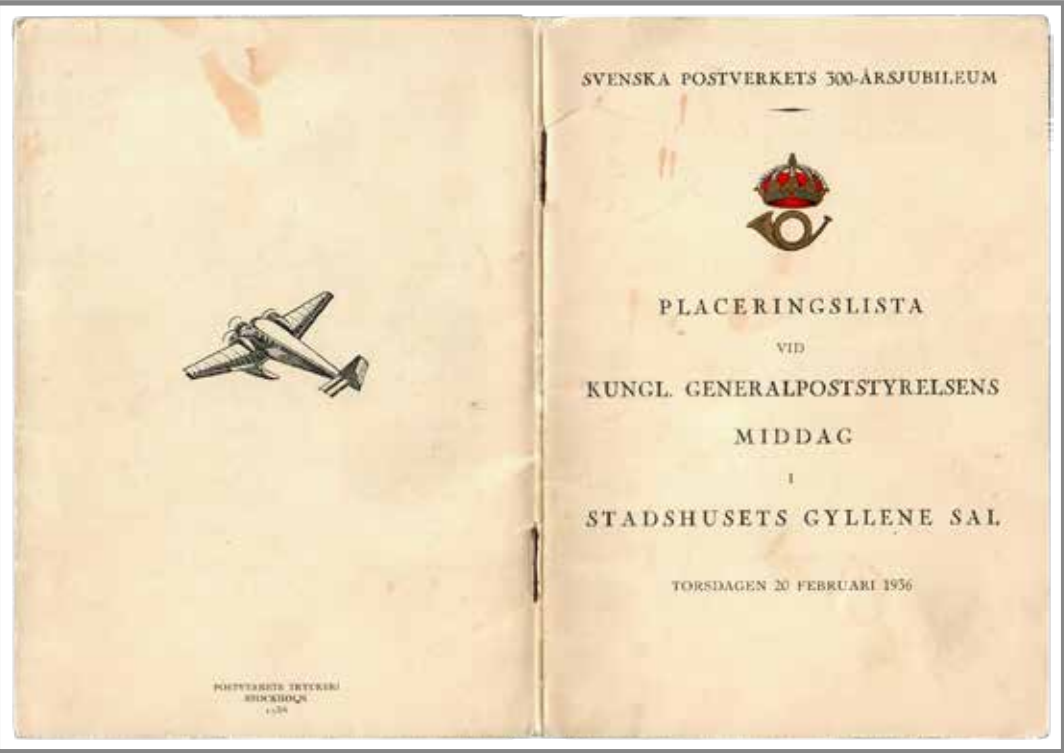 SVENSKA POSTVERKETS 300-ÅRSJUBILEUM
PLACERINGSLISTA
VID
KUNGL. GENERALPOSTSTYRELSENS
MIDDAG
I
STADSHUSETS GYLLENE SAL
TORSDAGEN 20 FEBRUARI 1936
POSTVERKETS TRYCKERI
STOCKHOLM
1936